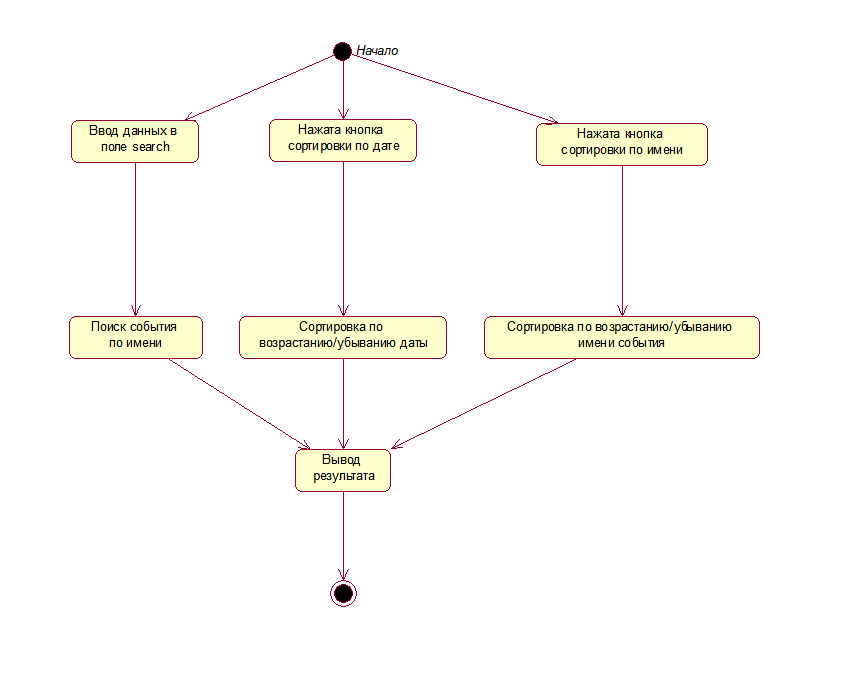 Начало
Ввод данных в
поле search
Нажата кнопка
сортировки по дате
Нажата кнопка
сортировки по имени
Поиск события
по имени
Сортировка по
возрастанию/убыванию даты
Сортировка по возрастанию/убыванию
имени события
Вывод
результата